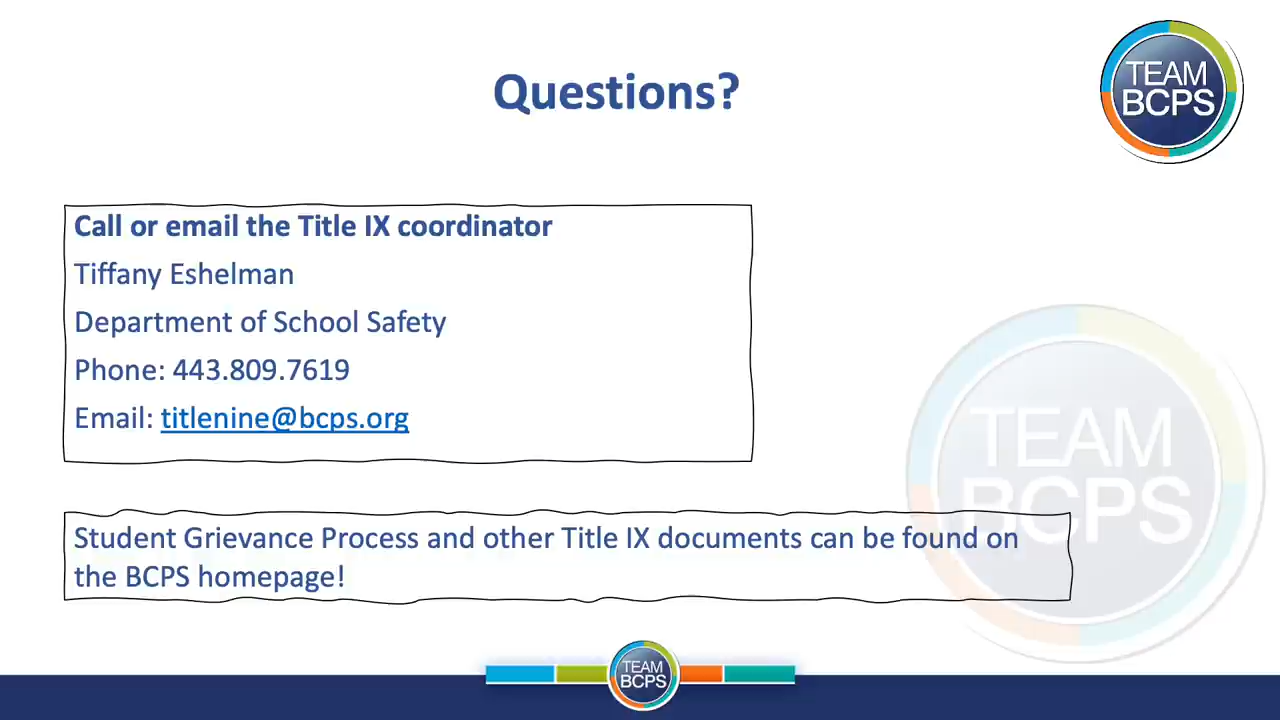 Questions?
TEAM
BCPS
Call or email the Title IX coordinator
Tiffany Eshelman
Department of School Safety
Phone: 443.809.7619
Email: titlenine@bcps.org
TEAM
BCPS
Student Grievance Process and other Title IX documents can be found on
the BCPS homepage!
TEAM
BCPS